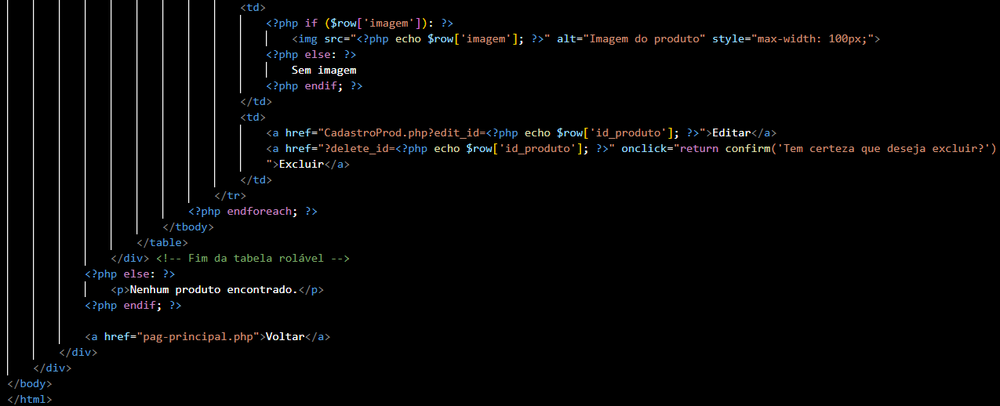 <td>
<?php if ($row['imagem']): ?>
<img src="<?php echo $row['imagem']; ?>" alt="Imagem do produto" style="max-width: 100px;">
<?php else: ?>
Sem imagem
<?php endif; ?>
</td>
<td>
<a href="CadastroProd.php?edit_id=<?php echo $row['id_produto']; ?>">Editar</a>
<a href="?delete_id=<?php echo $row['id_produto']; ?>" onclick="return confirm('Tem certeza que deseja excluir?')
">Excluir</a>
</td>
</tr>
<?php endforeach; ?>
</tbody>
</table>
</div> <!-- Fim da tabela rolável -->
<?php else: ?>
<p>Nenhum produto encontrado.</p>
<?php endif; ?>
<a href="pag-principal.php">Voltar</a>
</div>
</div>
</body>
</html>